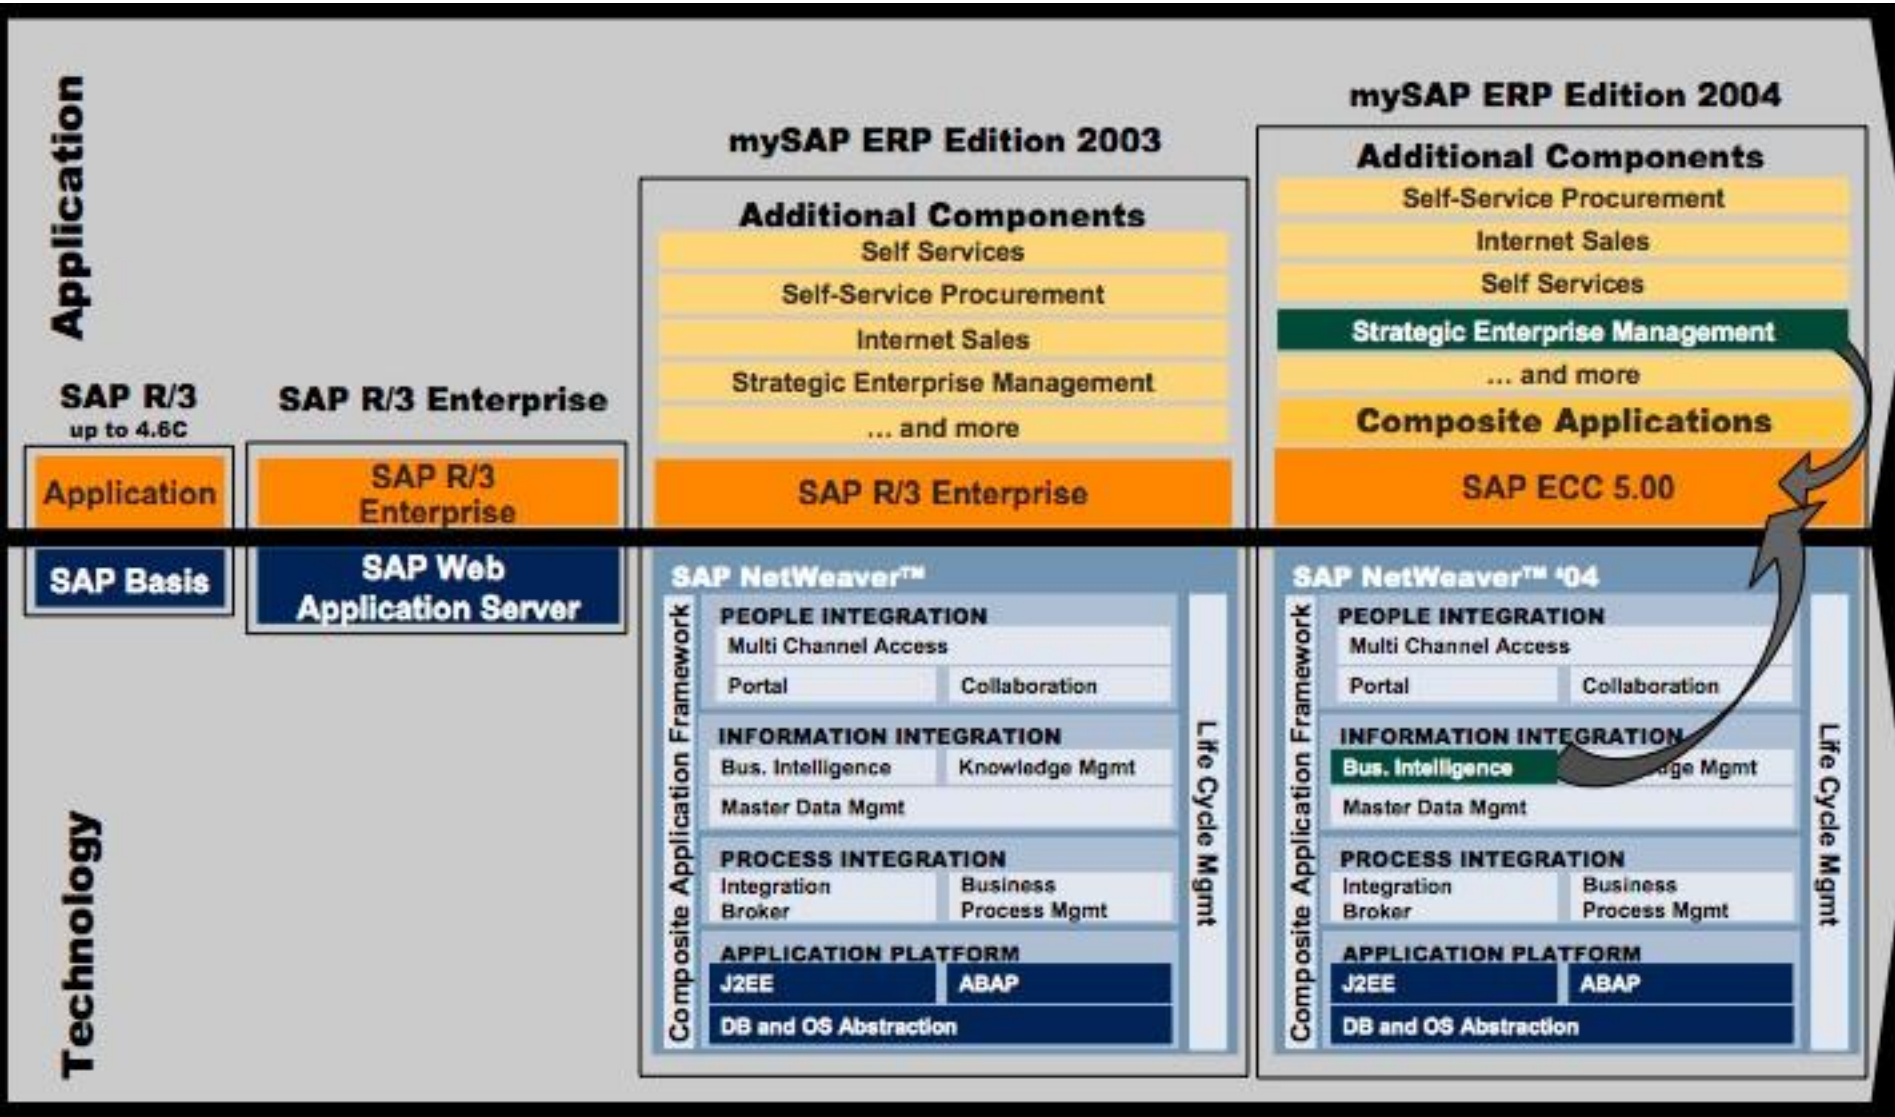 Application
Technology
SAP R/3
up to 4.6C
Application
SAP Basis
SAP R/3 Enterprise
SAP R/3
Enterprise
SAP Web
Application Server
mySAP ERP Edition 2003
Additional Components
Self Services
Self-Service Procurement
Internet Sales
Strategic Enterprise Management
... and more
SAP R/3 Enterprise
SAP NetWeaver™
Composite Application Framework
PEOPLE INTEGRATION
Multi Channel Access
Portal
Collaboration
INFORMATION INTEGRATION
Bus. Intelligence
Knowledge Mgmt
Master Data Mgmt
PROCESS INTEGRATION
Integration
Broker
Business
Process Mgmt
APPLICATION PLATFORM
J2EE
ABAP
DB and OS Abstraction
Life Cycle Mgmt
mySAP ERP Edition 2004
Additional Components
Self-Service Procurement
Internet Sales
Self Services
Strategic Enterprise Management
... and more
Composite Applications
SAP ECC 5.00
SAP NetWeaver™ ‘04
Composite Application Framework
PEOPLE INTEGRATION
Multi Channel Access
Portal
Collaboration
INFORMATION INTEGRATION
Bus. Intelligence
Mgmt
Master Data Mgmt
PROCESS INTEGRATION
Integration
Broker
Business
Process Mgmt
APPLICATION PLATFORM
J2EE
ABAP
DB and OS Abstraction
Life Cycle Mgmt